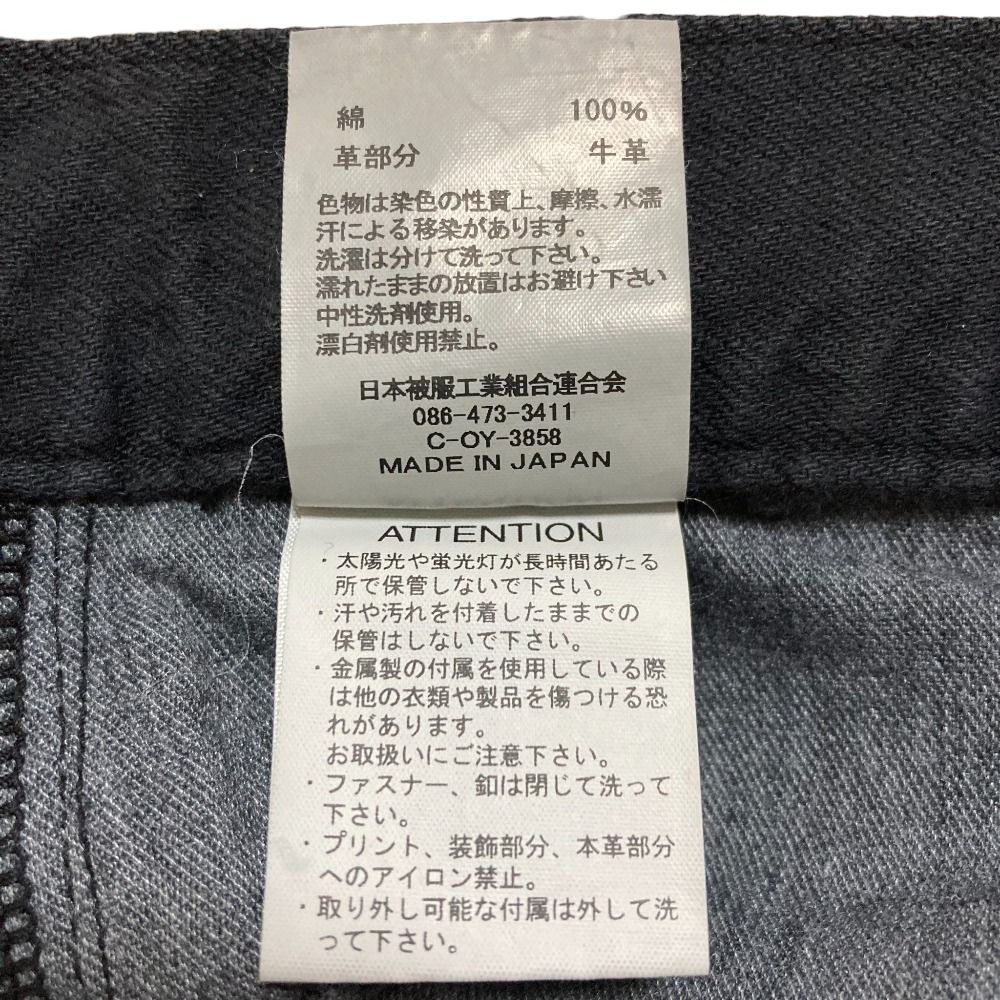 綿 100%
革部分 牛革
色物は染色の性質上、摩擦、水濡
汗による移染があります。
洗濯は分けて洗って下さい。
濡れたままの放置はお避け下さい
中性洗剤使用。
漂白剤使用禁止。
日本被服工業組合連合会
086-473-3411
C-OY-3858
MADE IN JAPAN
ATTENTION
・太陽光や蛍光灯が長時間あたる
所で保管しないで下さい。
・汗や汚れを付着したままでの
保管はしないで下さい。
・金属製の付属を使用している際
は他の衣類や製品を傷つける恐
れがあります。
お取扱いにご注意下さい。
・ファスナー、釦は閉じて洗って
下さい。
・プリント、装飾部分、本革部分
へのアイロン禁止。
・取り外し可能な付属は外して洗
って下さい。